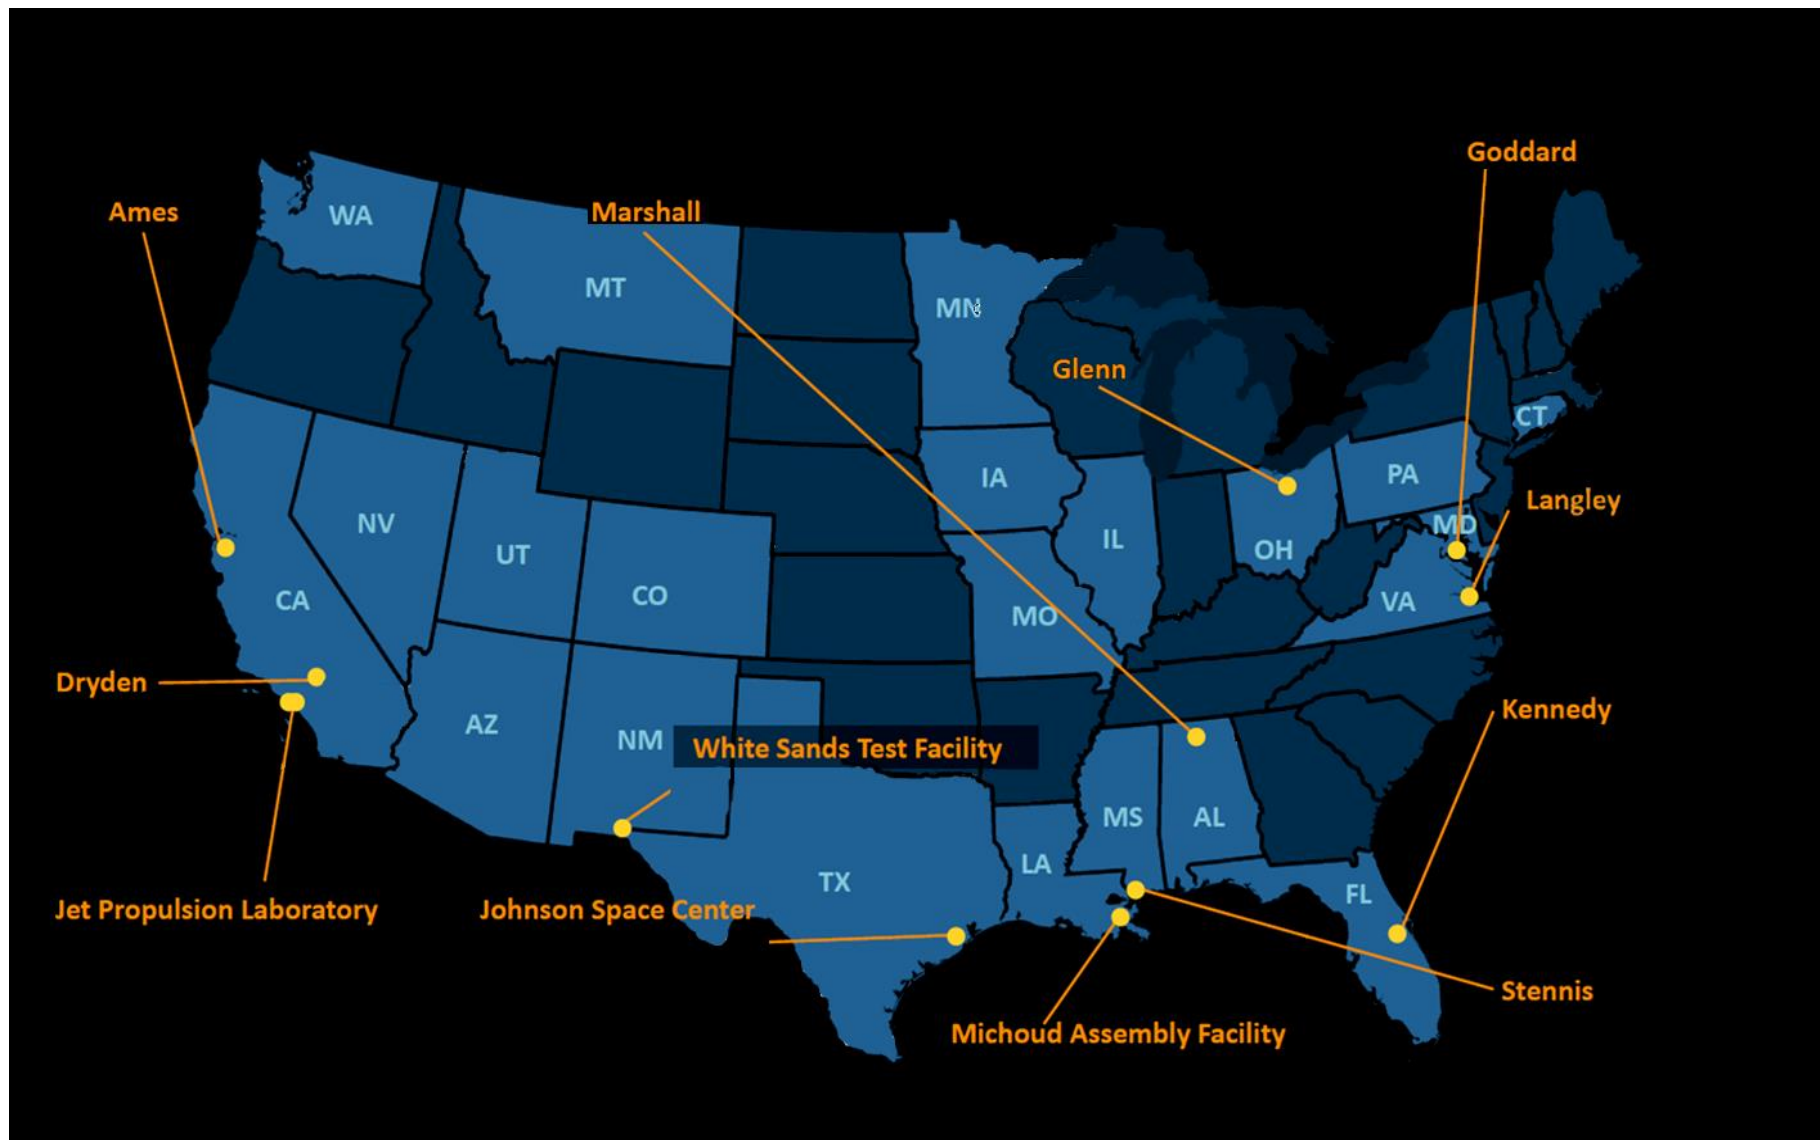 Goddard
Ames
Marshall
WA
MT
MN
Glenn
CT
IA
PA
Langley
NV
MD
UT
IL
OH
CO
CA
VA
MO
Dryden
Kennedy
AZ
NM
White Sands Test Facility
MS
AL
LA
TX
FL
Jet Propulsion Laboratory
Johnson Space Center
Stennis
Michoud Assembly Facility